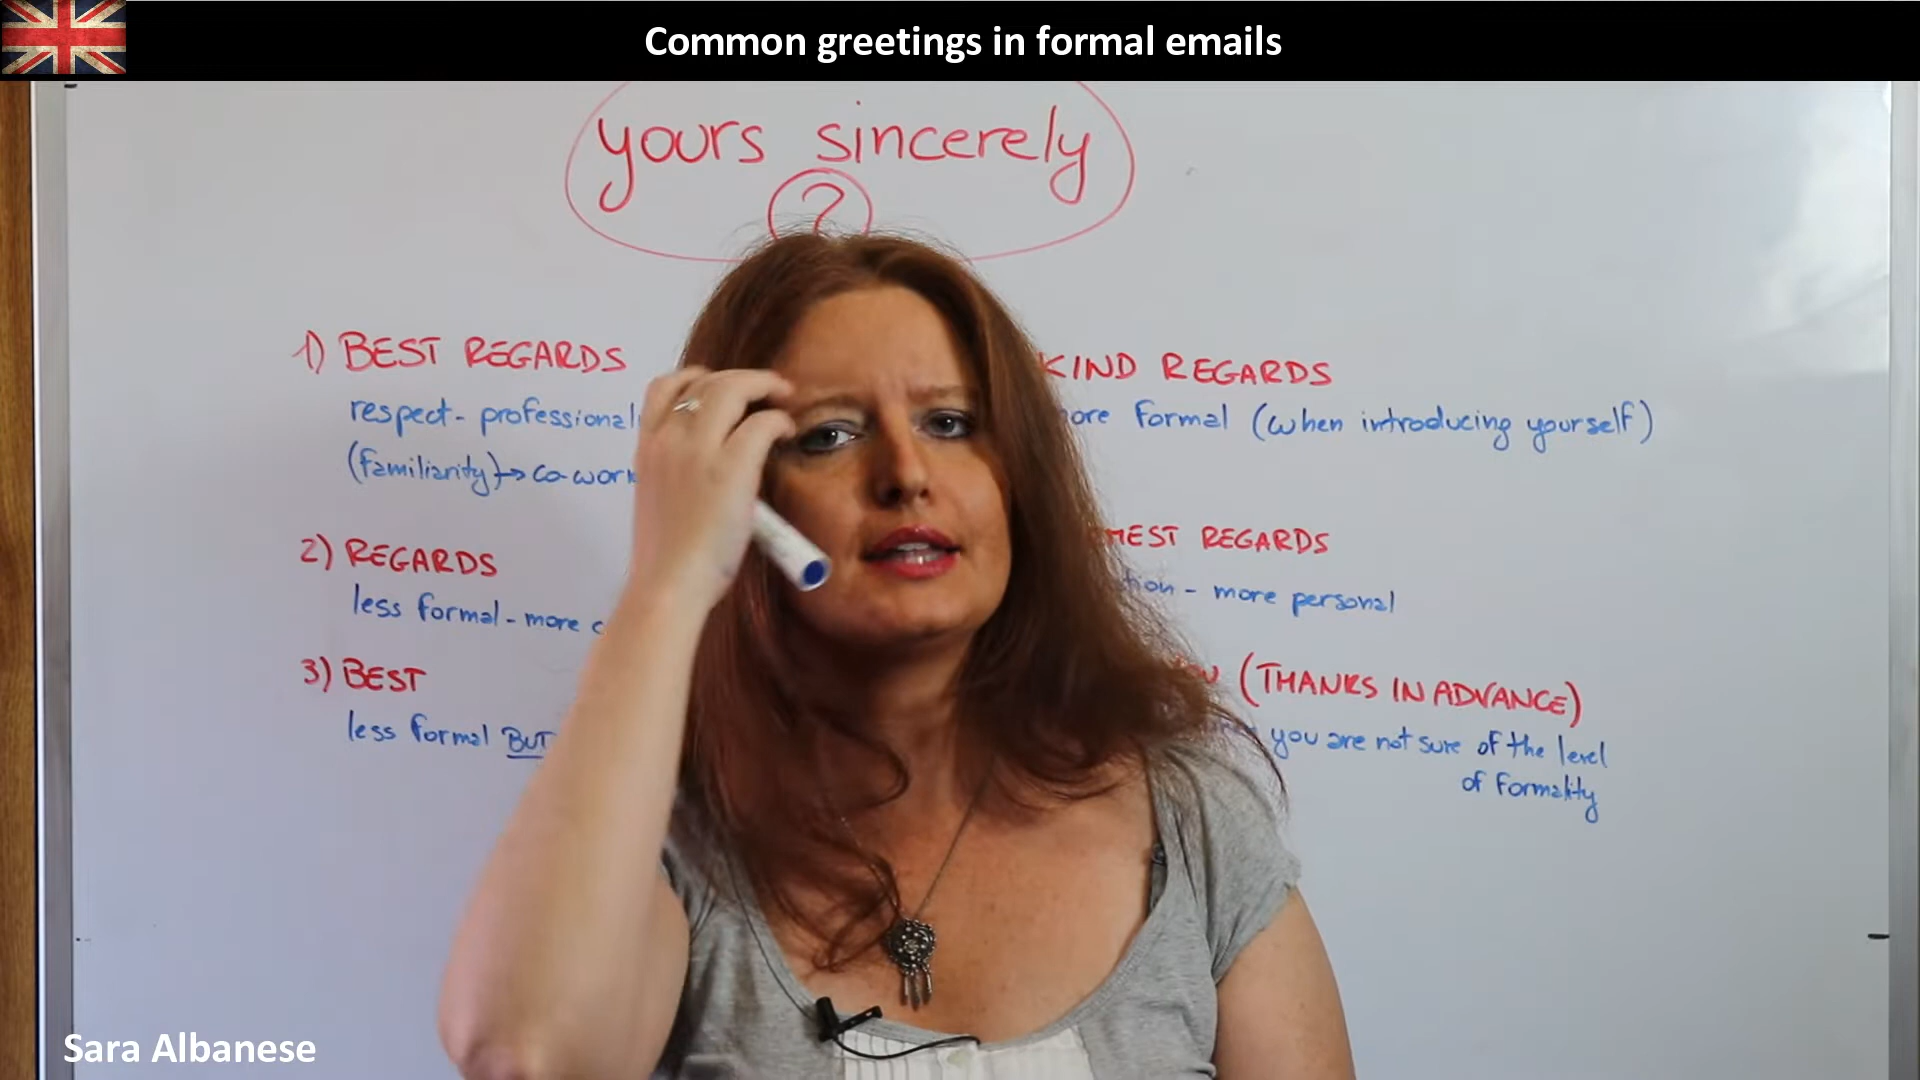 Common greetings in formal emails
yours sincerely
?
1) BEST REGARDS
respect - professional
(familiarity) → co-work
2) REGARDS
less formal - more
3) BEST
less formal BUT
KIND REGARDS
formal (when introducing yourself)
REGARDS
- more personal
(THANKS IN ADVANCE)
you are not sure of the level
of formality
Sara Albanese